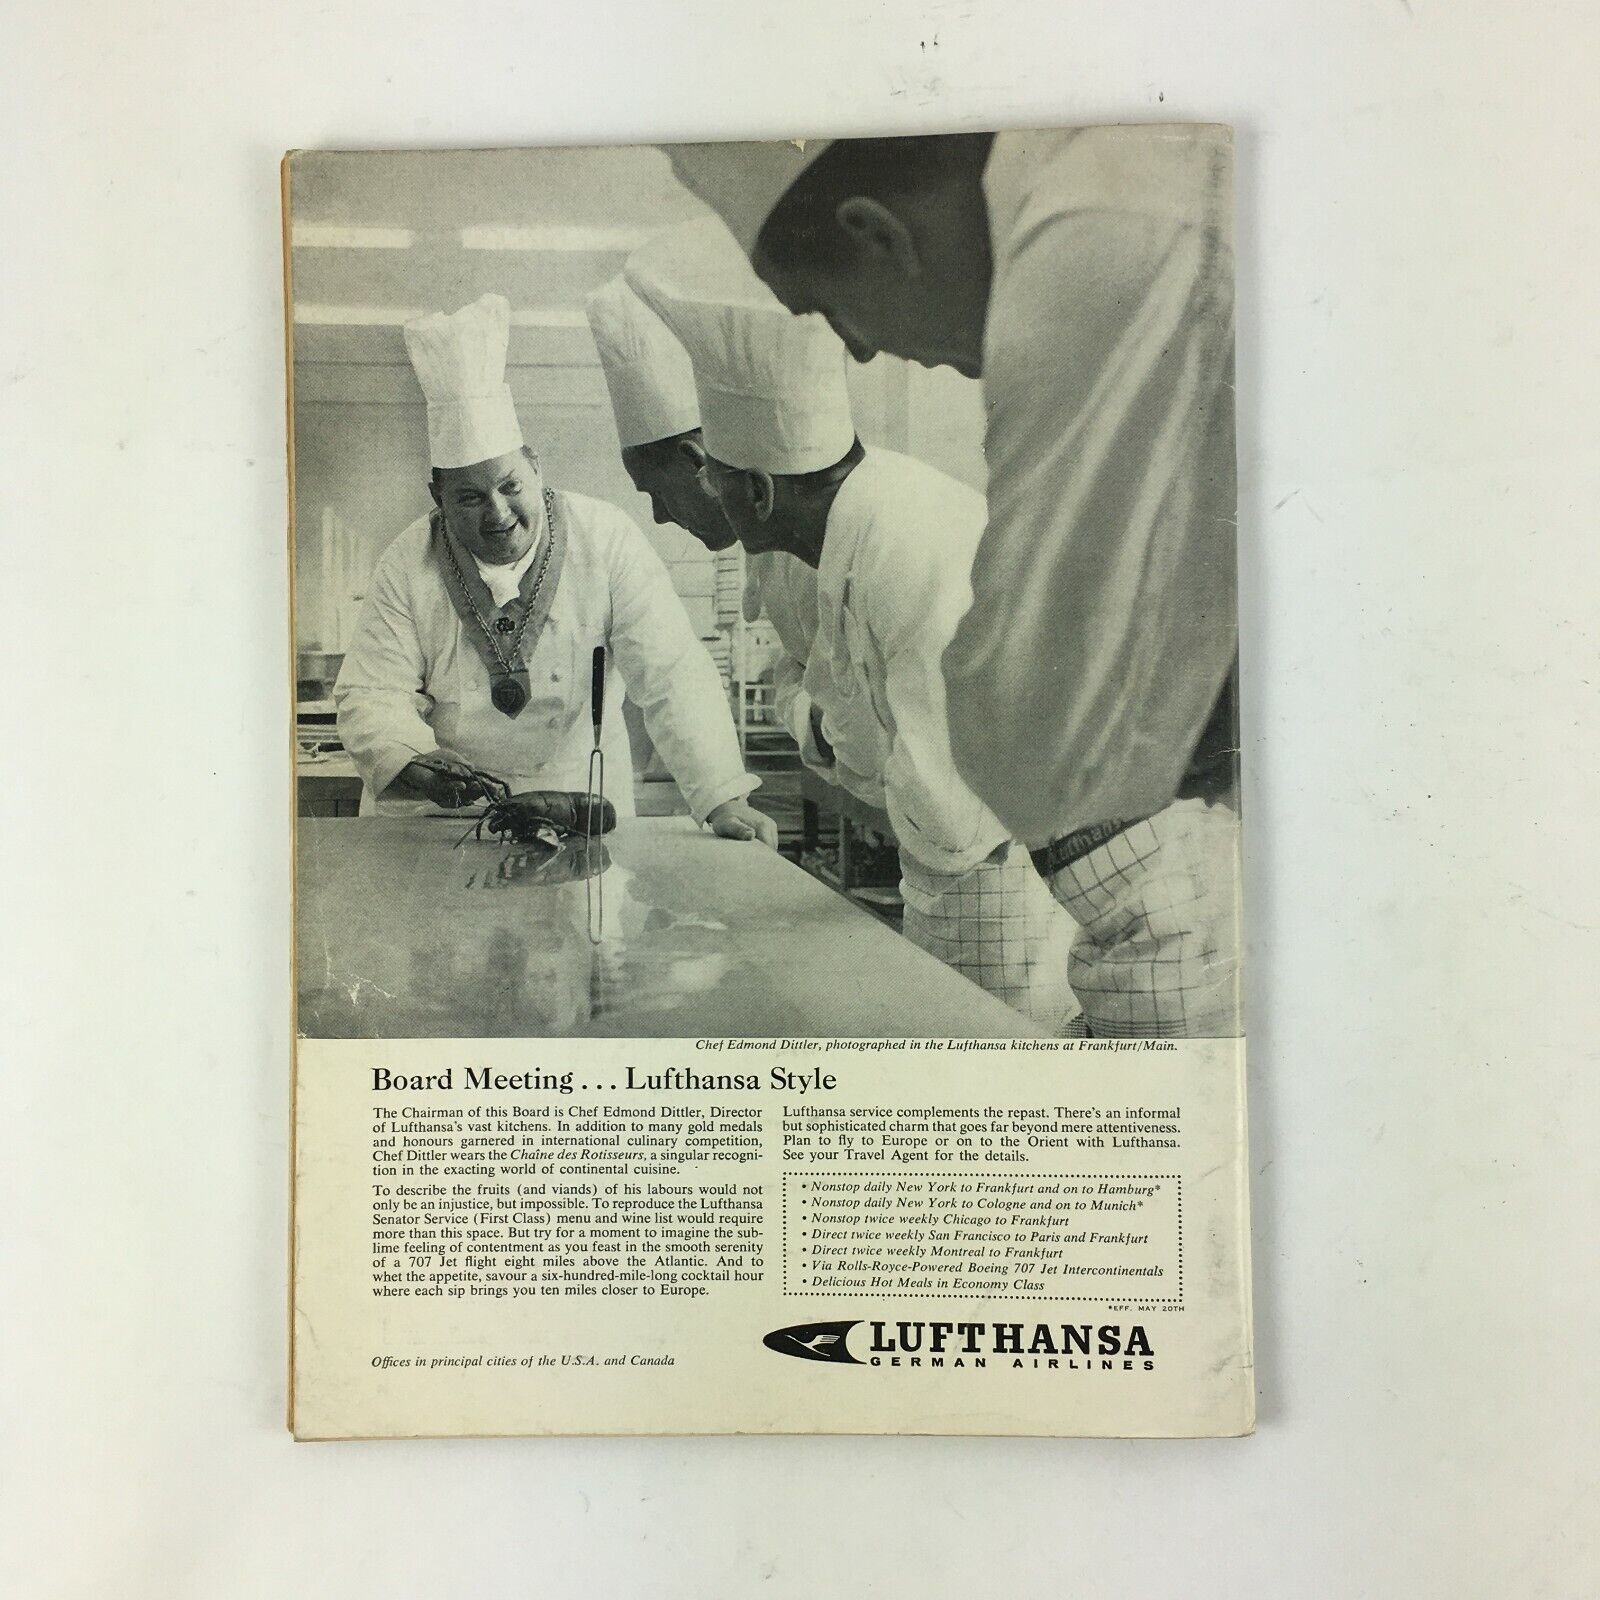 Chef Edmond Dittler, photographed in the Lufthansa kitchens at Frankfurt/Main.
Board Meeting... Lufthansa Style
The Chairman of this Board is Chef Edmond Dittler, Director
of Lufthansa's vast kitchens. In addition to many gold medals
and honours garnered in international culinary competition,
Chef Dittler wears the Chaîne des Rotisseurs, a singular recogni-
tion in the exacting world of continental cuisine.
To describe the fruits (and viands) of his labours would not
only be an injustice, but impossible. To reproduce the Lufthansa
Senator Service (First Class) menu and wine list would require
more than this space. But try for a moment to imagine the sub-
lime feeling of contentment as you feast in the smooth serenity
of a 707 Jet flight eight miles above the Atlantic. And to
whet the appetite, savour a six-hundred-mile-long cocktail hour
where each sip brings you ten miles closer to Europe.
Lufthansa service complements the repast. There's an informal
but sophisticated charm that goes far beyond mere attentiveness.
Plan to fly to Europe or on to the Orient with Lufthansa.
See your Travel Agent for the details.
• Nonstop daily New York to Frankfurt and on to Hamburg*
• Nonstop daily New York to Cologne and on to Munich*
• Nonstop twice weekly Chicago to Frankfurt
• Direct twice weekly San Francisco to Paris and Frankfurt
• Direct twice weekly Montreal to Frankfurt
• Via Rolls-Royce-Powered Boeing 707 Jet Intercontinentals
• Delicious Hot Meals in Economy Class
*EFF. MAY 20TH
Offices in principal cities of the U.S.A. and Canada
LUFTHANSA
GERMAN AIRLINES